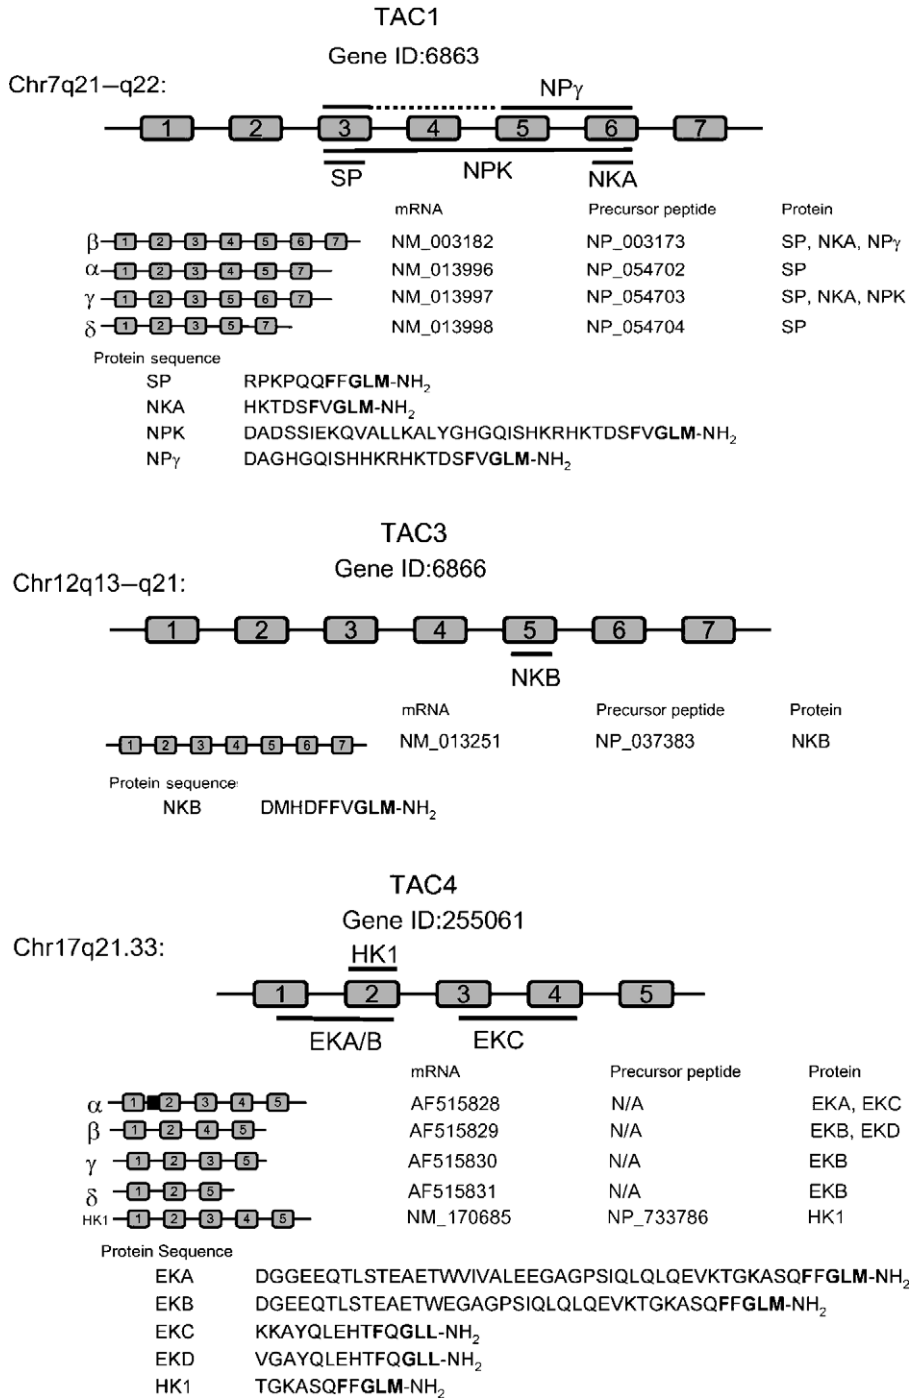 TAC1
Gene ID:6863
Chr7q21–q22:
NPγ
1 2 3 4 5 6 7
SP NPK NKA
mRNA Precursor peptide Protein
β 1 2 3 4 5 6 7 NM_003182 NP_003173 SP, NKA, NPγ
α 1 2 3 4 5 7 NM_013996 NP_054702 SP
γ 1 2 3 5 6 7 NM_013997 NP_054703 SP, NKA, NPK
δ 1 2 3 5 7 NM_013998 NP_054704 SP
Protein sequence
SP RPKPQQFFGLM-NH2
NKA HKTDSFVGLM-NH2
NPK DADSSIEKQVALLKALYGHGQISHKRHKTDSFVGLM-NH2
NPγ DAGHGQISHHKRHKTDSFVGLM-NH2
TAC3
Gene ID:6866
Chr12q13–q21:
1 2 3 4 5 6 7
NKB
mRNA Precursor peptide Protein
1 2 3 4 5 6 7 NM_013251 NP_037383 NKB
Protein sequence
NKB DMHDFFVGLM-NH2
TAC4
Gene ID:255061
Chr17q21.33:
HK1
1 2 3 4 5
EKA/B EKC
mRNA Precursor peptide Protein
α 1 2 3 4 5 AF515828 N/A EKA, EKC
β 1 2 4 5 AF515829 N/A EKB, EKD
γ 1 2 3 5 AF515830 N/A EKB
δ 1 2 5 AF515831 N/A EKB
HK1 1 2 3 4 5 NM_170685 NP_733786 HK1
Protein Sequence
EKA DGGEEQTLSTEAETWVIVALEEGAGPSIQLQLQEVKTGKASQFFGLM-NH2
EKB DGEEQTLSTEAETWEGAGPSIQLQLQEVKTGKASQFFGLM-NH2
EKC KKAYQLEHTFQGLL-NH2
EKD VGAYQLEHTFQGLL-NH2
HK1 TGKASQFFGLM-NH2